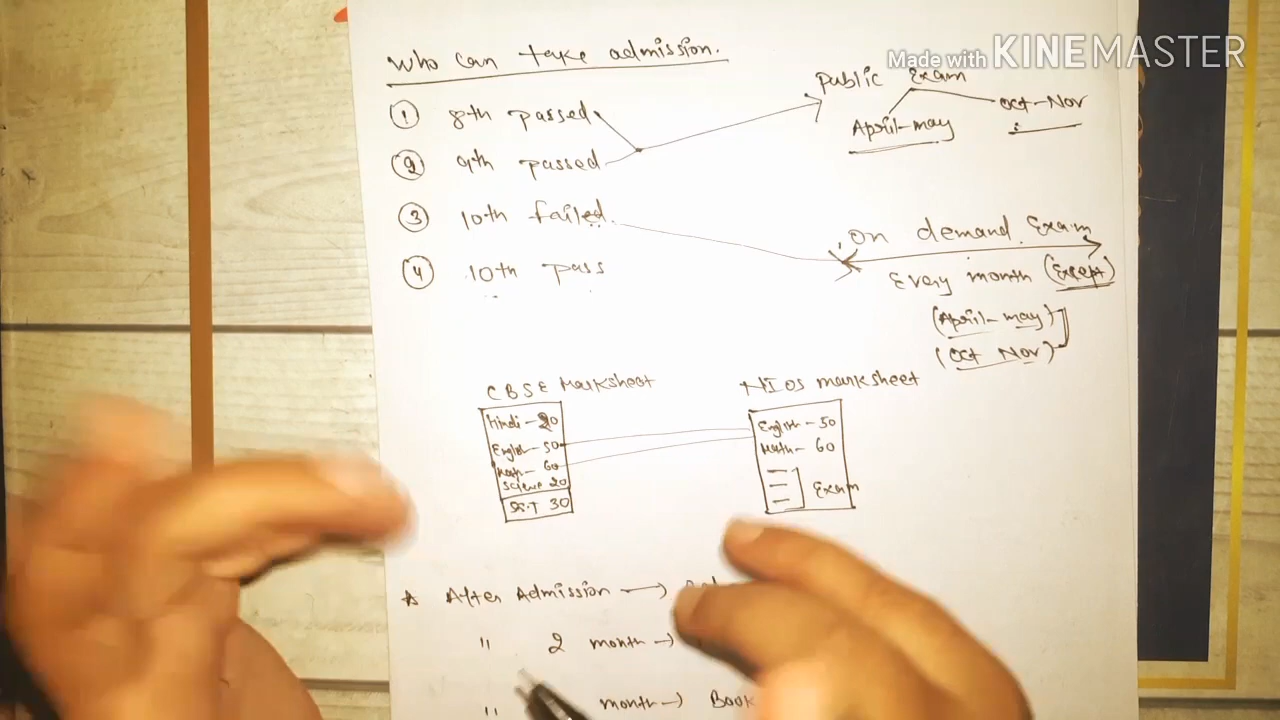 Who can take admission.
Made with KINEMASTER
① 8th passed
② 9th passed
③ 10th failed.
④ 10th pass
Public Exam
April-may
Oct-Nov
On demand Exam
Every month (Except)
(April-may)
(Oct Nov)
CBSE Marksheet
Hindi - 20
English - 50
Math - 60
Science 20
S.S.T 30
NIOS marksheet
English - 50
Math - 60
Exam
After Admission →
" 2 month →
" month → Book